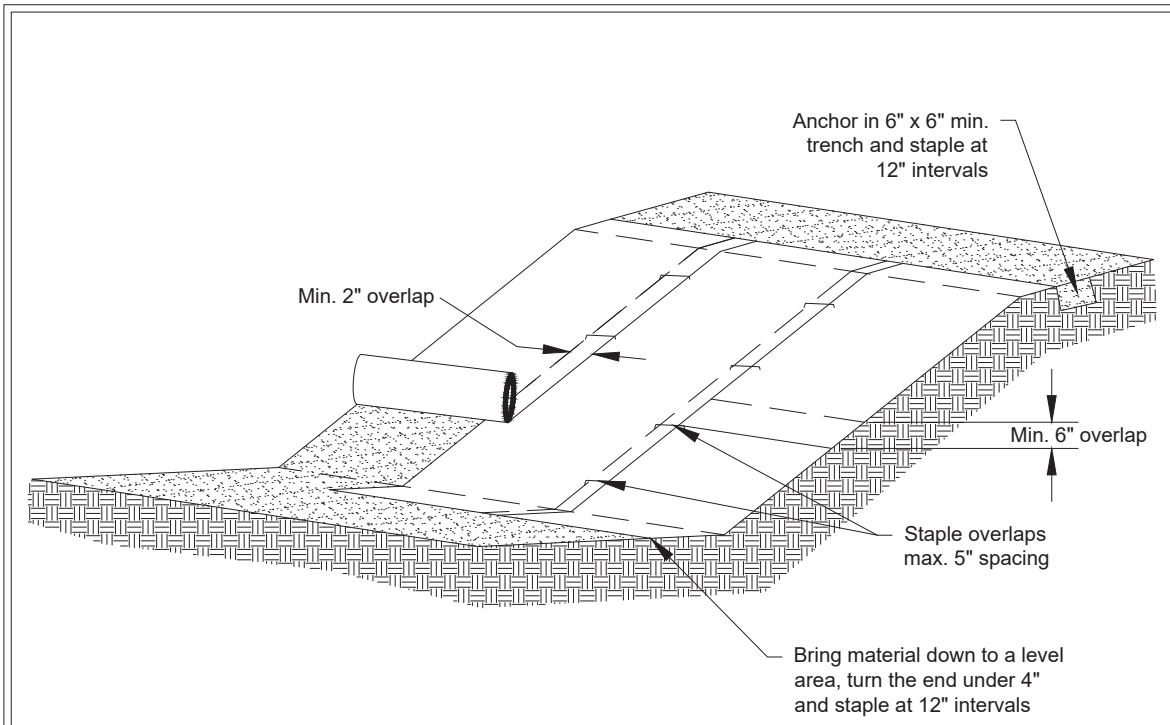 Anchor in 6" x 6" min.
trench and staple at
12" intervals
Min. 2" overlap
Min. 6" overlap
Staple overlaps
max. 5" spacing
Bring material down to a level
area, turn the end under 4"
and staple at 12" intervals